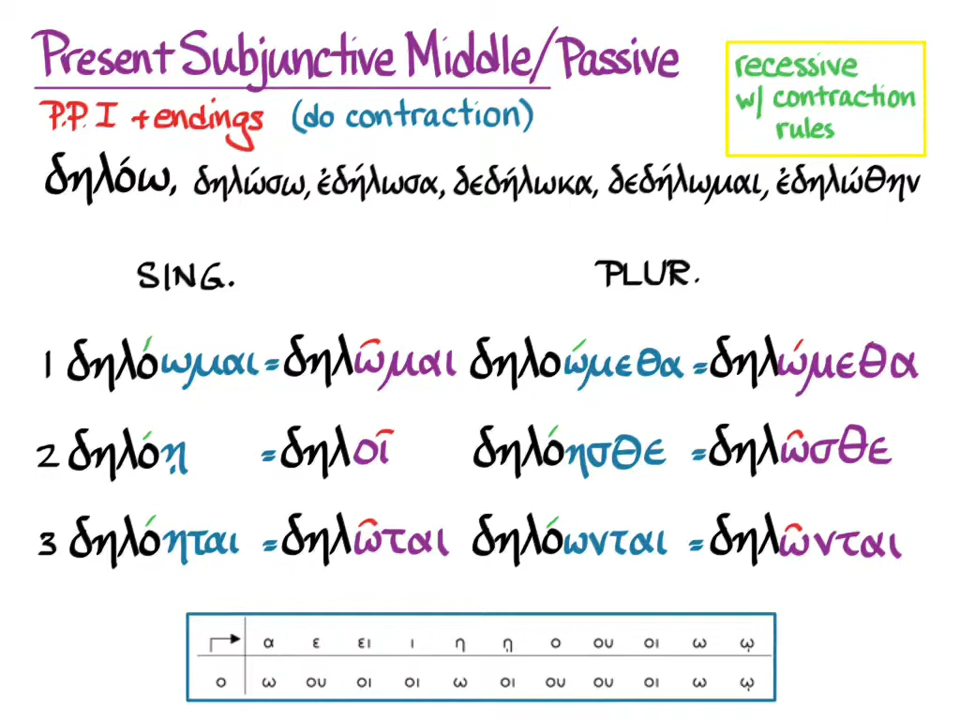 Present Subjunctive Middle/Passive
recessive
w/ contraction
rules
P.P. I + endings (do contraction)
δηλόω, δηλώσω, ἐδήλωσα, δεδήλωκα, δεδήλωμαι, ἐδηλώθην
SING. PLUR.
1 δηλόωμαι = δηλῶμαι δηλοώμεθα = δηλώμεθα
2 δηλόῃ = δηλοῖ δηλόησθε = δηλῶσθε
3 δηλόηται = δηλῶται δηλόωνται = δηλῶνται
α ε ει ι η ῃ ο ου οι ω ῳ
ο ω ου οι οι ω οι ου ου οι ω ῳ